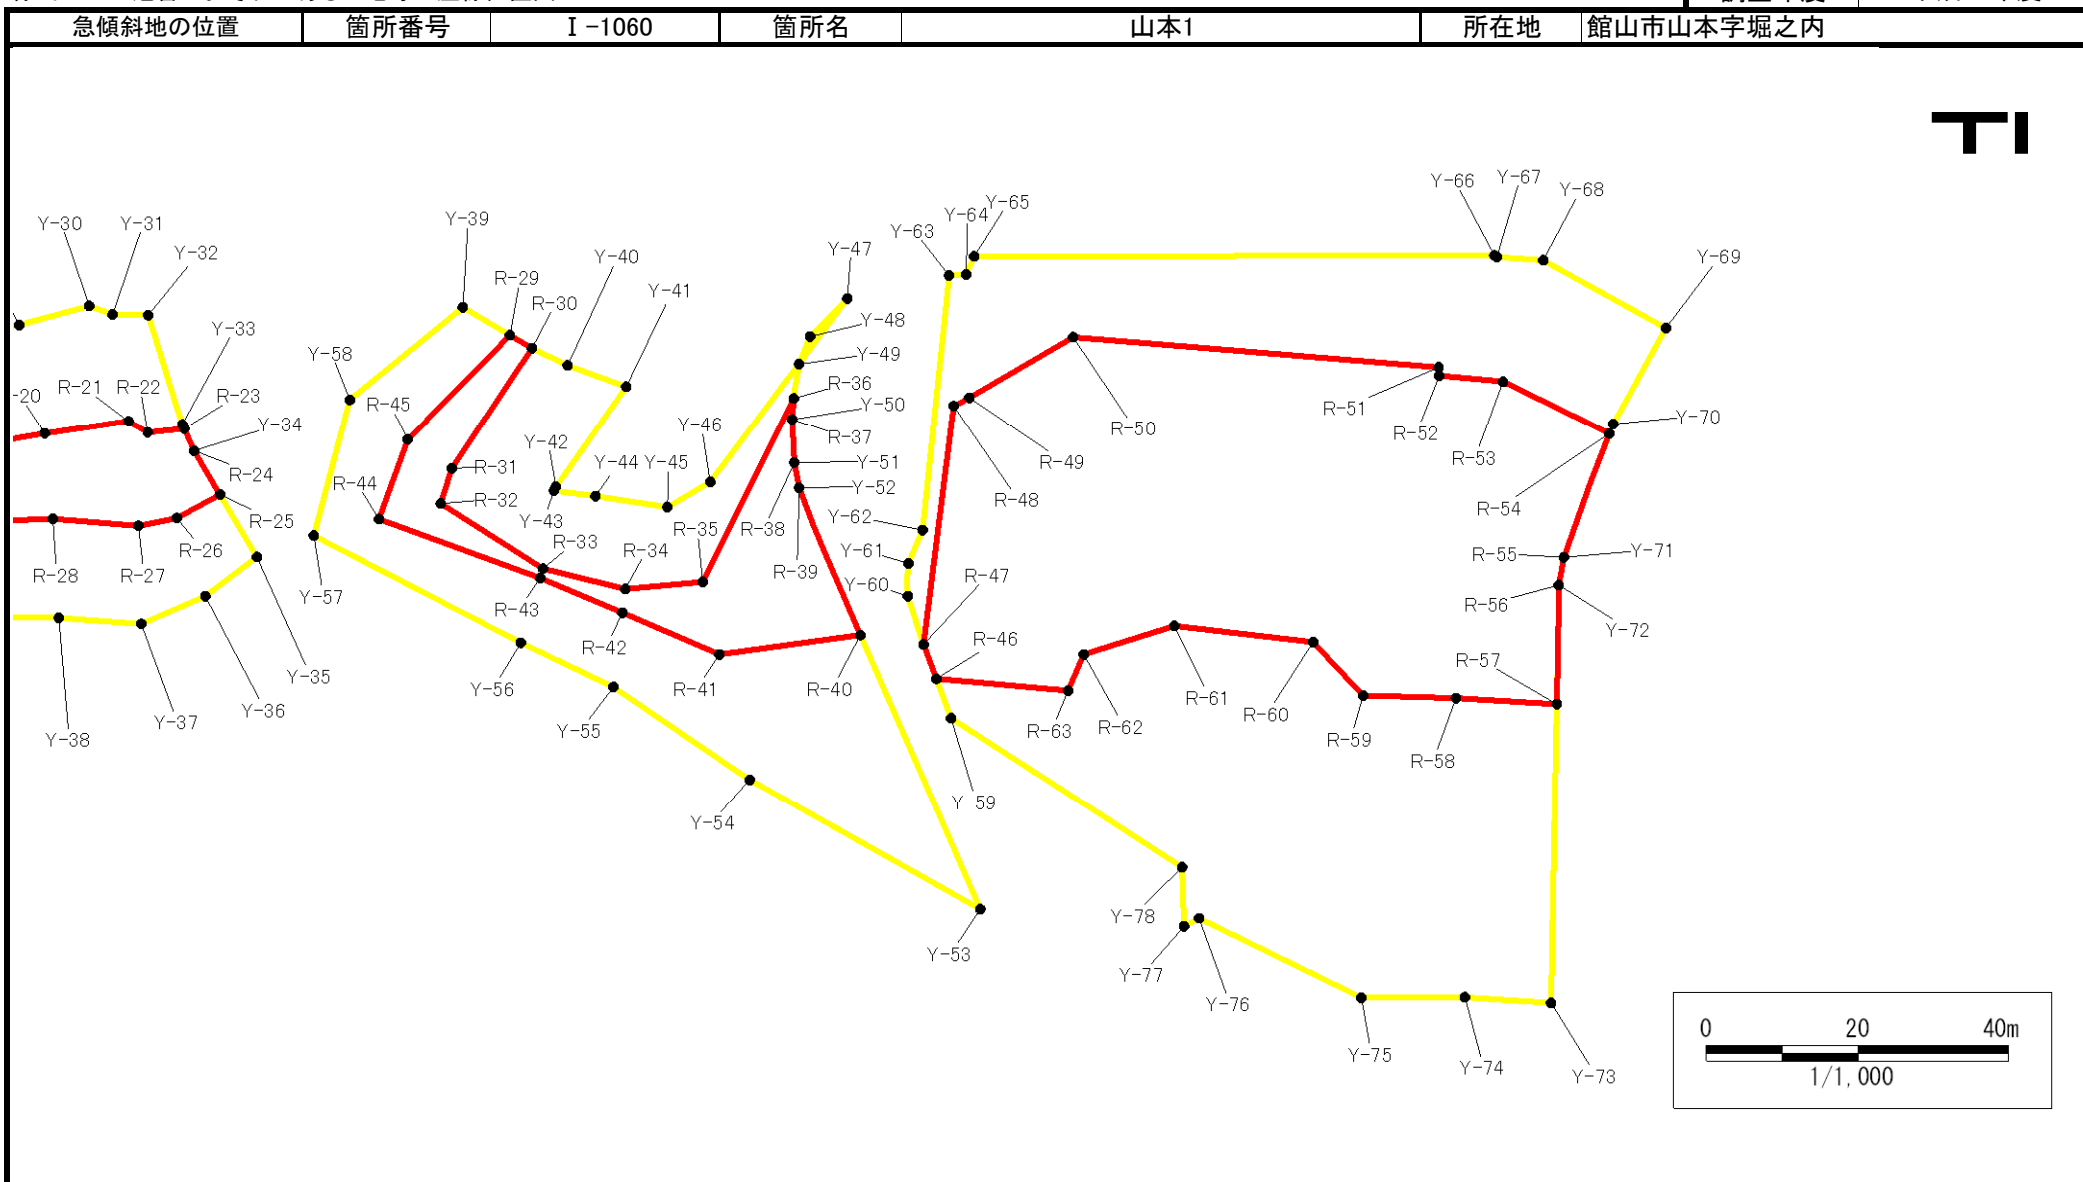 急傾斜地の位置 箇所番号 Ⅰ-1060 箇所名 山本1 所在地 館山市山本字堀之内
Y-30 Y-31 Y-32 Y-33 R-20 R-21 R-22 R-23 Y-34 R-24 R-25 R-26 R-27 R-28 Y-35 Y-36 Y-37 Y-38
Y-39 R-29 R-30 Y-40 Y-41 Y-58 R-45 R-44 R-31 R-32 Y-42 Y-43 Y-44 Y-45 Y-46 Y-47 Y-48 Y-49 R-36 Y-50 R-37 Y-51 Y-52 R-38 R-39 R-33 R-34 R-35 R-43 R-42 R-41 R-40 Y-57 Y-56 Y-55 Y-54 Y-53
Y-63 Y-64 Y-65 Y-66 Y-67 Y-68 Y-69 Y-70 R-50 R-49 R-48 R-51 R-52 R-53 R-54 Y-62 Y-61 Y-60 R-47 R-46 R-55 Y-71 R-56 Y-72 R-57 R-63 R-62 R-61 R-60 R-59 R-58 Y 59 Y-78 Y-77 Y-76 Y-75 Y-74 Y-73
0 20 40m
1/1,000